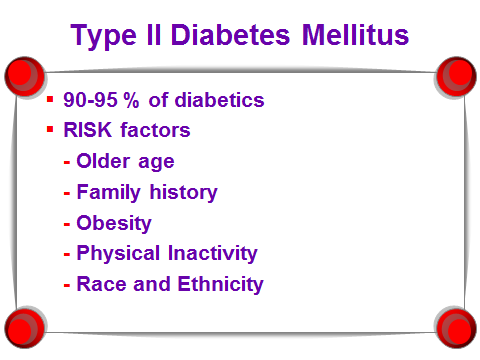 Type II Diabetes Mellitus
▪ 90-95 % of diabetics
▪ RISK factors
- Older age
- Family history
- Obesity
- Physical Inactivity
- Race and Ethnicity